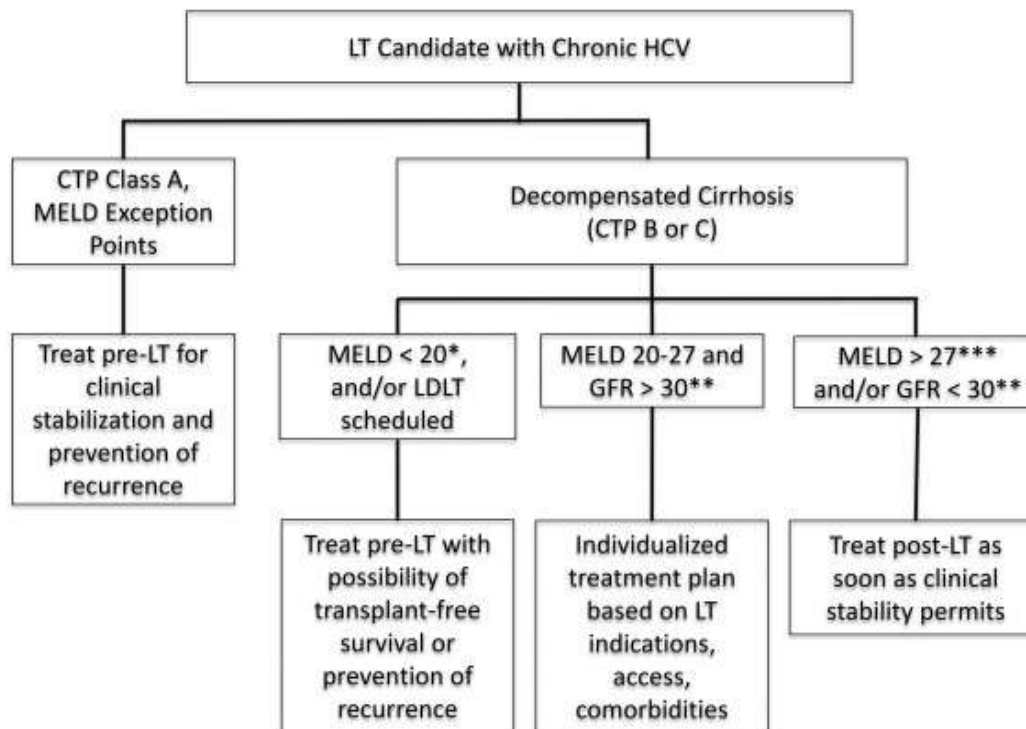 LT Candidate with Chronic HCV
CTP Class A,
MELD Exception
Points
Decompensated Cirrhosis
(CTP B or C)
Treat pre-LT for
clinical
stabilization and
prevention of
recurrence
MELD < 20*,
and/or LDLT
scheduled
MELD 20-27 and
GFR > 30**
MELD > 27***
and/or GFR < 30**
Treat pre-LT with
possibility of
transplant-free
survival or
prevention of
recurrence
Individualized
treatment plan
based on LT
indications,
access,
comorbidities
Treat post-LT as
soon as clinical
stability permits